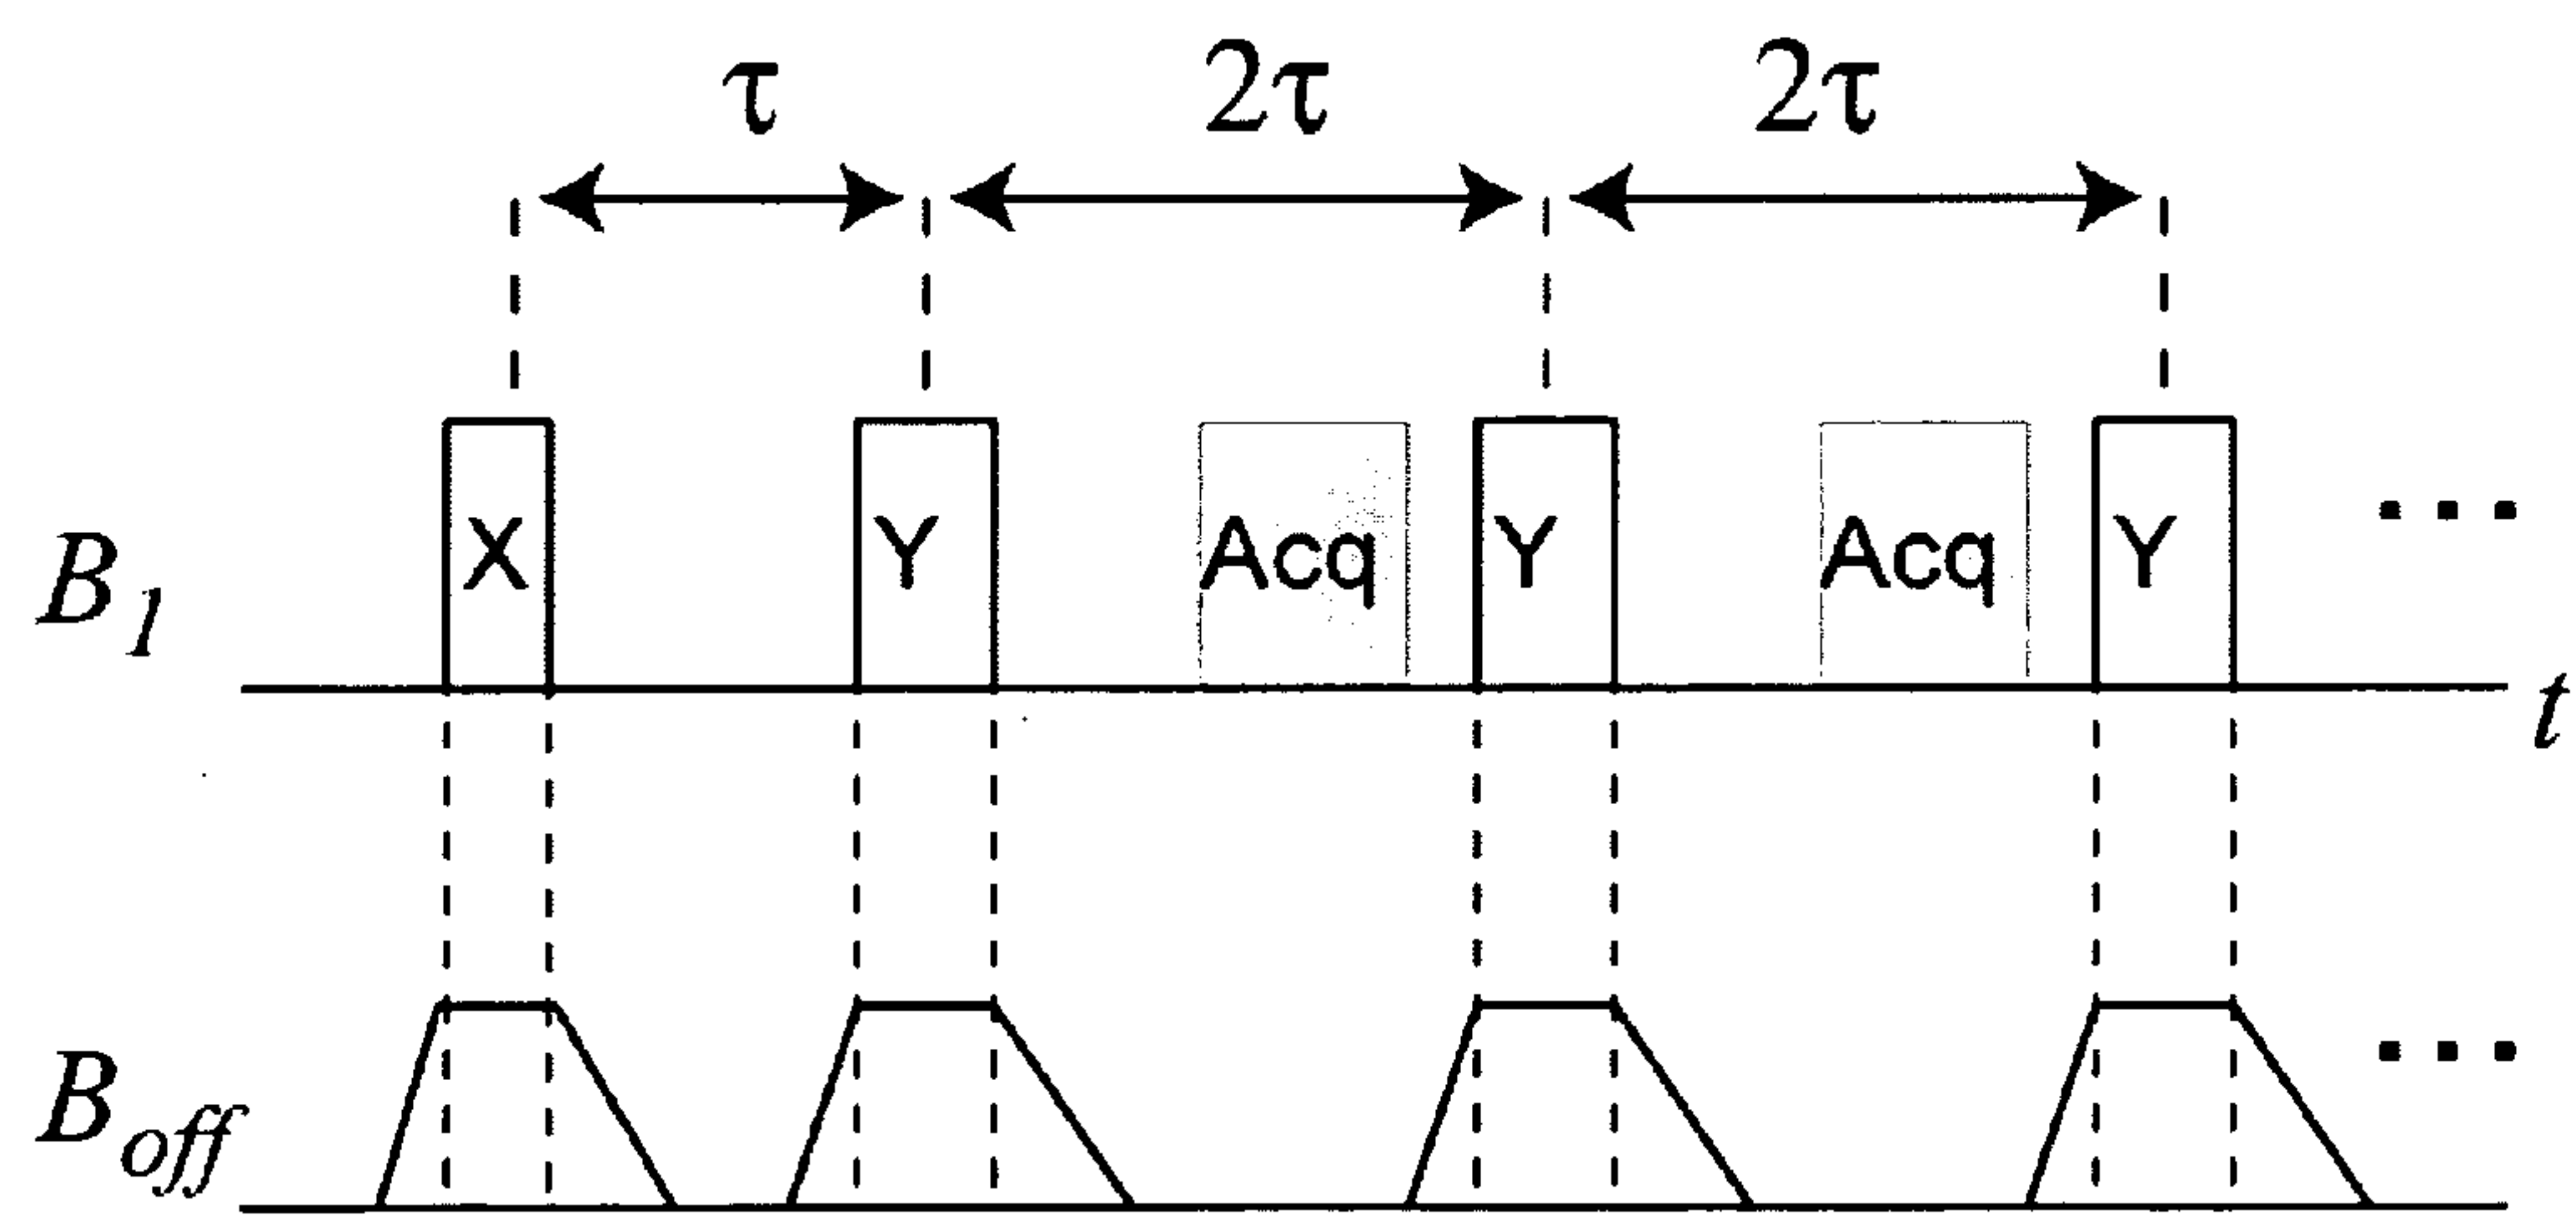 τ 2τ 2τ
B1 X Y Acq Y Acq Y ...
t
Boff ...